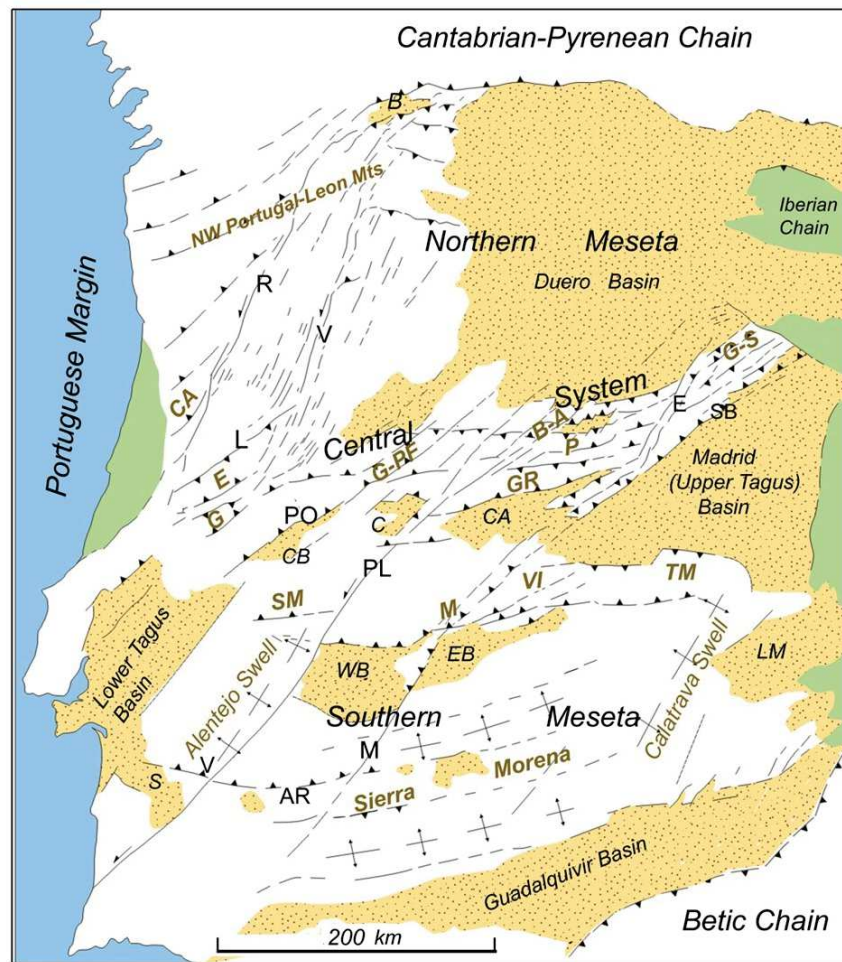 Cantabrian-Pyrenean Chain
B
NW Portugal-Leon Mts
Iberian
Chain
Northern Meseta
Duero Basin
R
V
Portuguese Margin
G-S
CA
System
E
SB
B-A
L
Central
P
Madrid
(Upper Tagus)
Basin
E
G-PF
GR
G
PO
C
CA
CB
PL
VI
TM
SM
M
WB
EB
LM
Lower Tagus
Basin
Alentejo Swell
Calatrava Swell
Southern Meseta
M
V
S
Morena
AR
Sierra
Guadalquivir Basin
Betic Chain
200 km